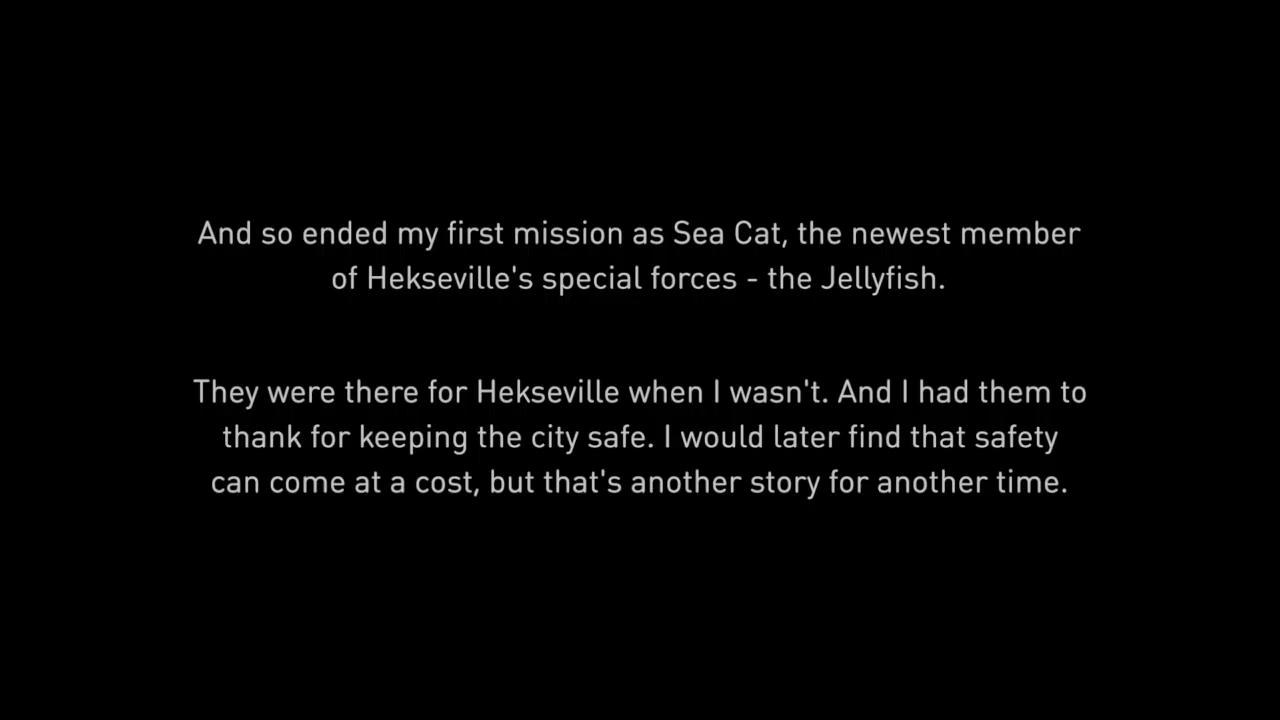 And so ended my first mission as Sea Cat, the newest member
of Hekseville's special forces - the Jellyfish.
They were there for Hekseville when I wasn't. And I had them to
thank for keeping the city safe. I would later find that safety
can come at a cost, but that's another story for another time.